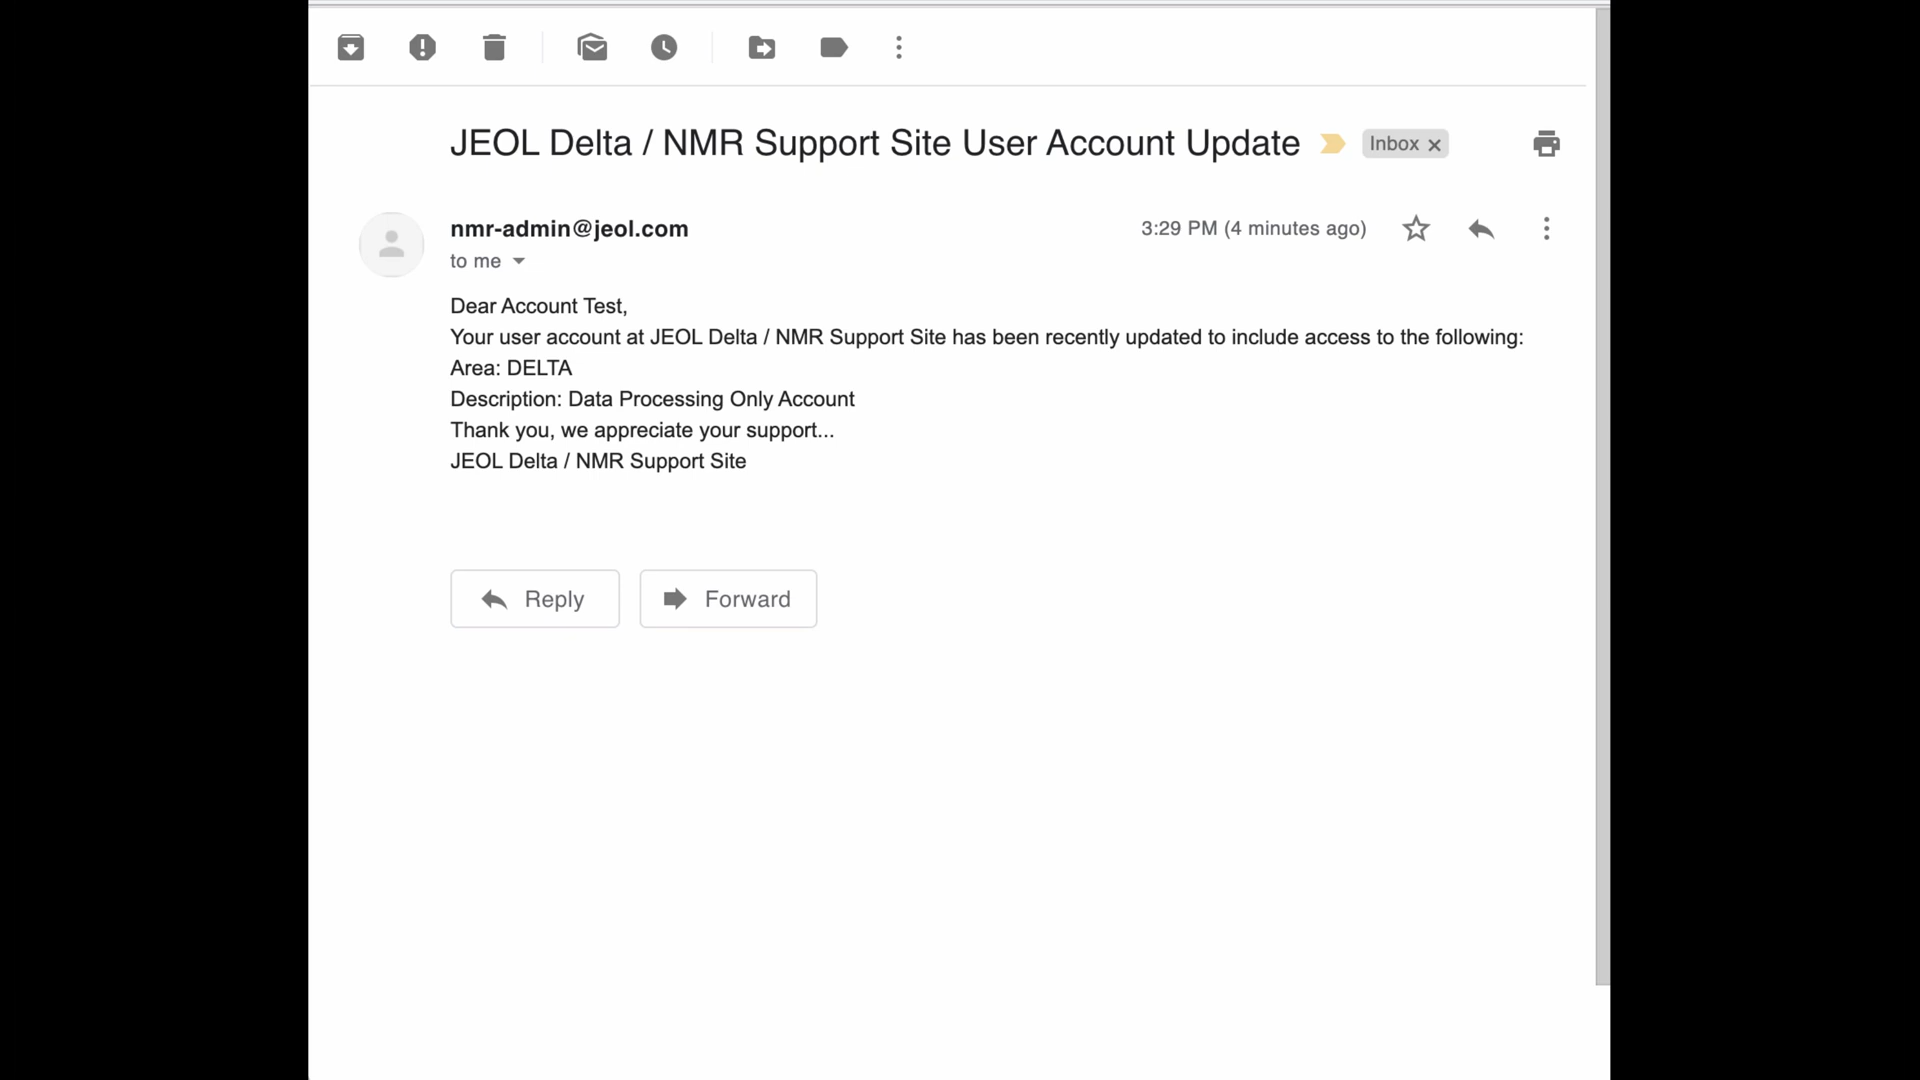 JEOL Delta / NMR Support Site User Account Update Inbox x
nmr-admin@jeol.com 3:29 PM (4 minutes ago)
to me
Dear Account Test,
Your user account at JEOL Delta / NMR Support Site has been recently updated to include access to the following:
Area: DELTA
Description: Data Processing Only Account
Thank you, we appreciate your support...
JEOL Delta / NMR Support Site
Reply Forward